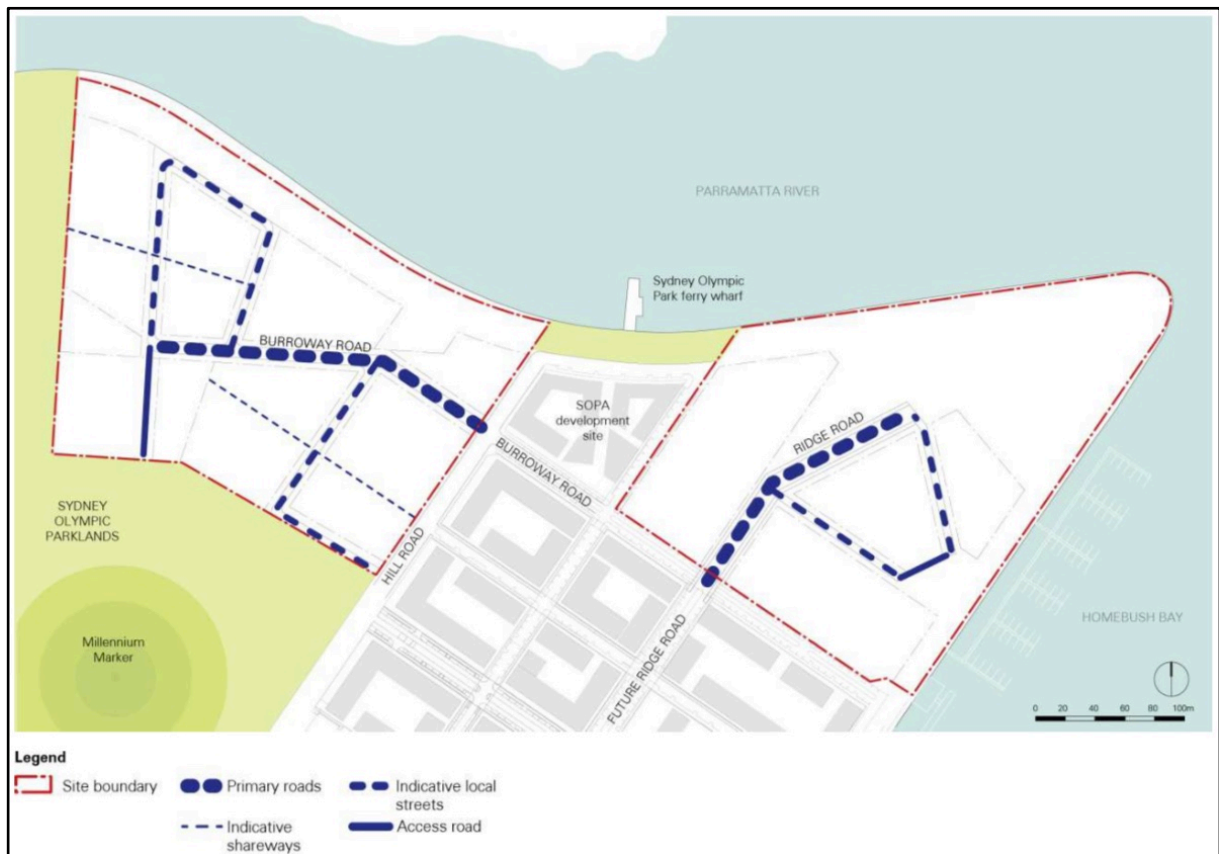 PARRAMATTA RIVER
Sydney Olympic
Park ferry wharf
BURROWAY ROAD
SOPA
development
site
RIDGE ROAD
BURROWAY ROAD
SYDNEY
OLYMPIC
PARKLANDS
HILL ROAD
Millennium
Marker
FUTURE RIDGE ROAD
HOMEBUSH BAY
0 20 40 60 80 100m
Legend
Site boundary
Primary roads
Indicative local
streets
Indicative
shareways
Access road